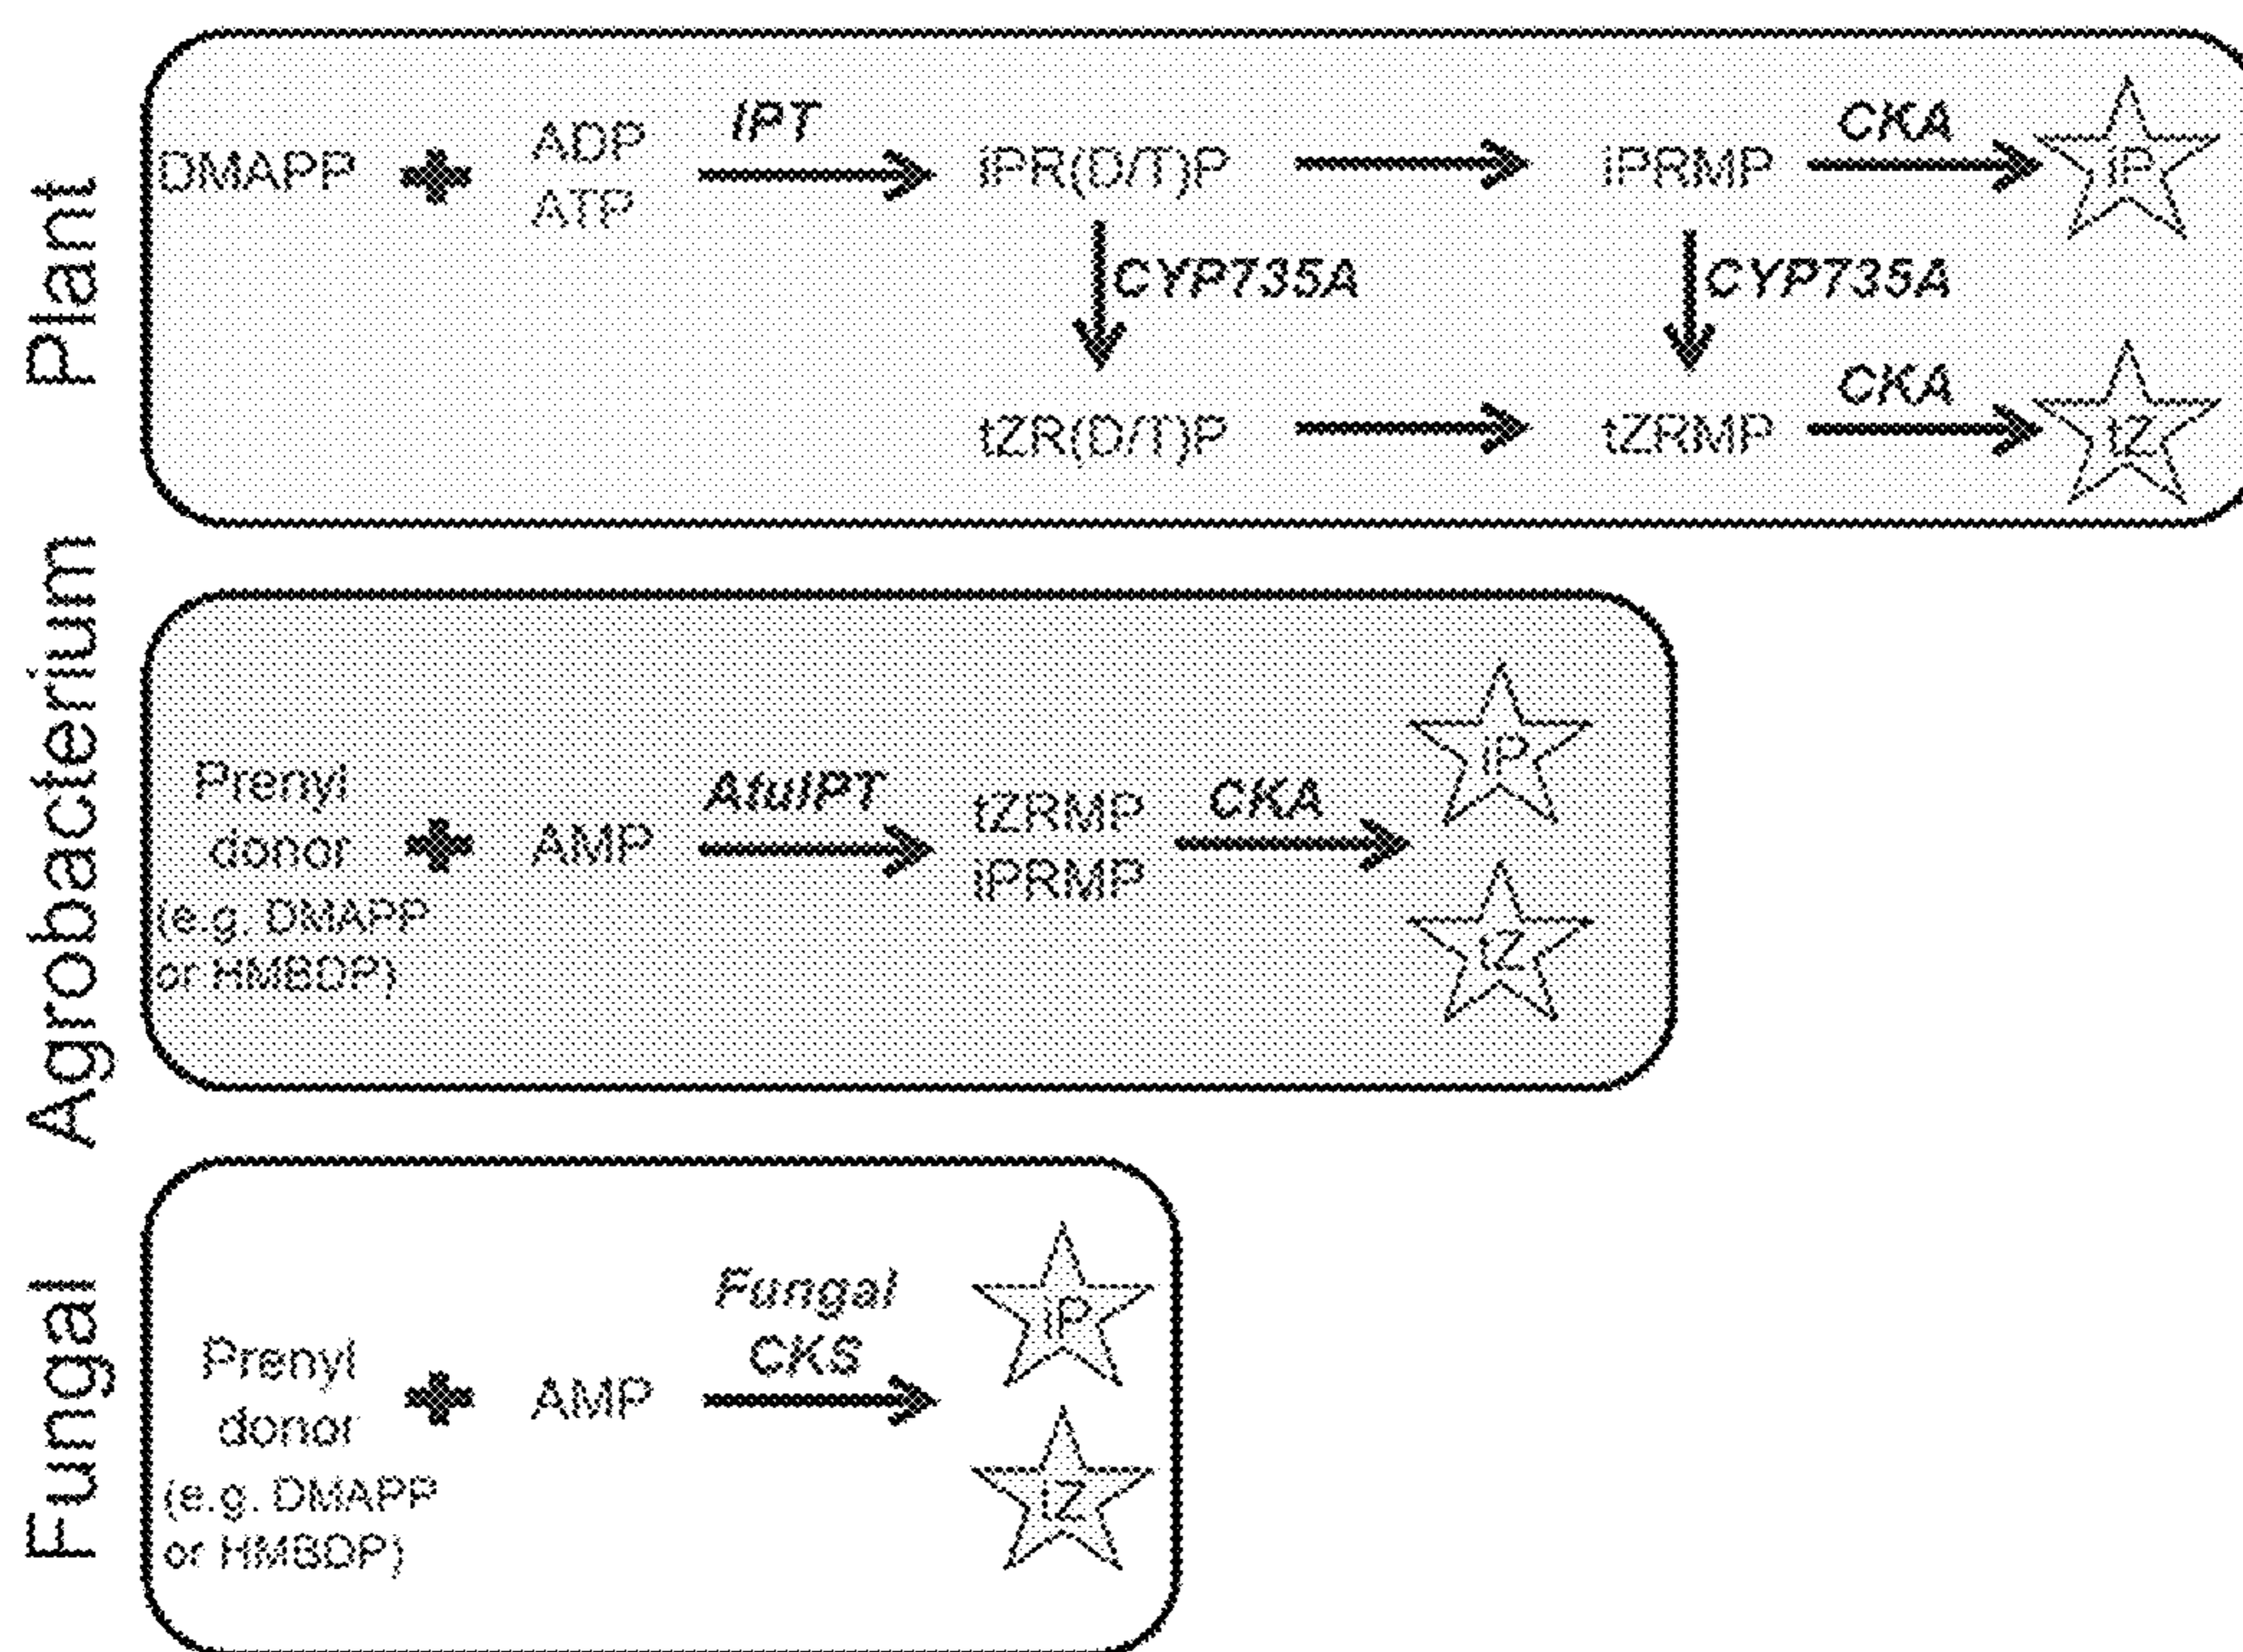 Plant
DMAPP
ADP
ATP
IPT
iPR(D/T)P
iPRMP
CKA
iP
CYP735A
CYP735A
tZR(D/T)P
tZRMP
CKA
tZ
Agrobacterium
Prenyl
donor
(e.g. DMAPP
or HMBDP)
AMP
AtuIPT
tZRMP
iPRMP
CKA
iP
tZ
Fungal
Prenyl
donor
(e.g. DMAPP
or HMBDP)
AMP
Fungal
CKS
iP
tZ